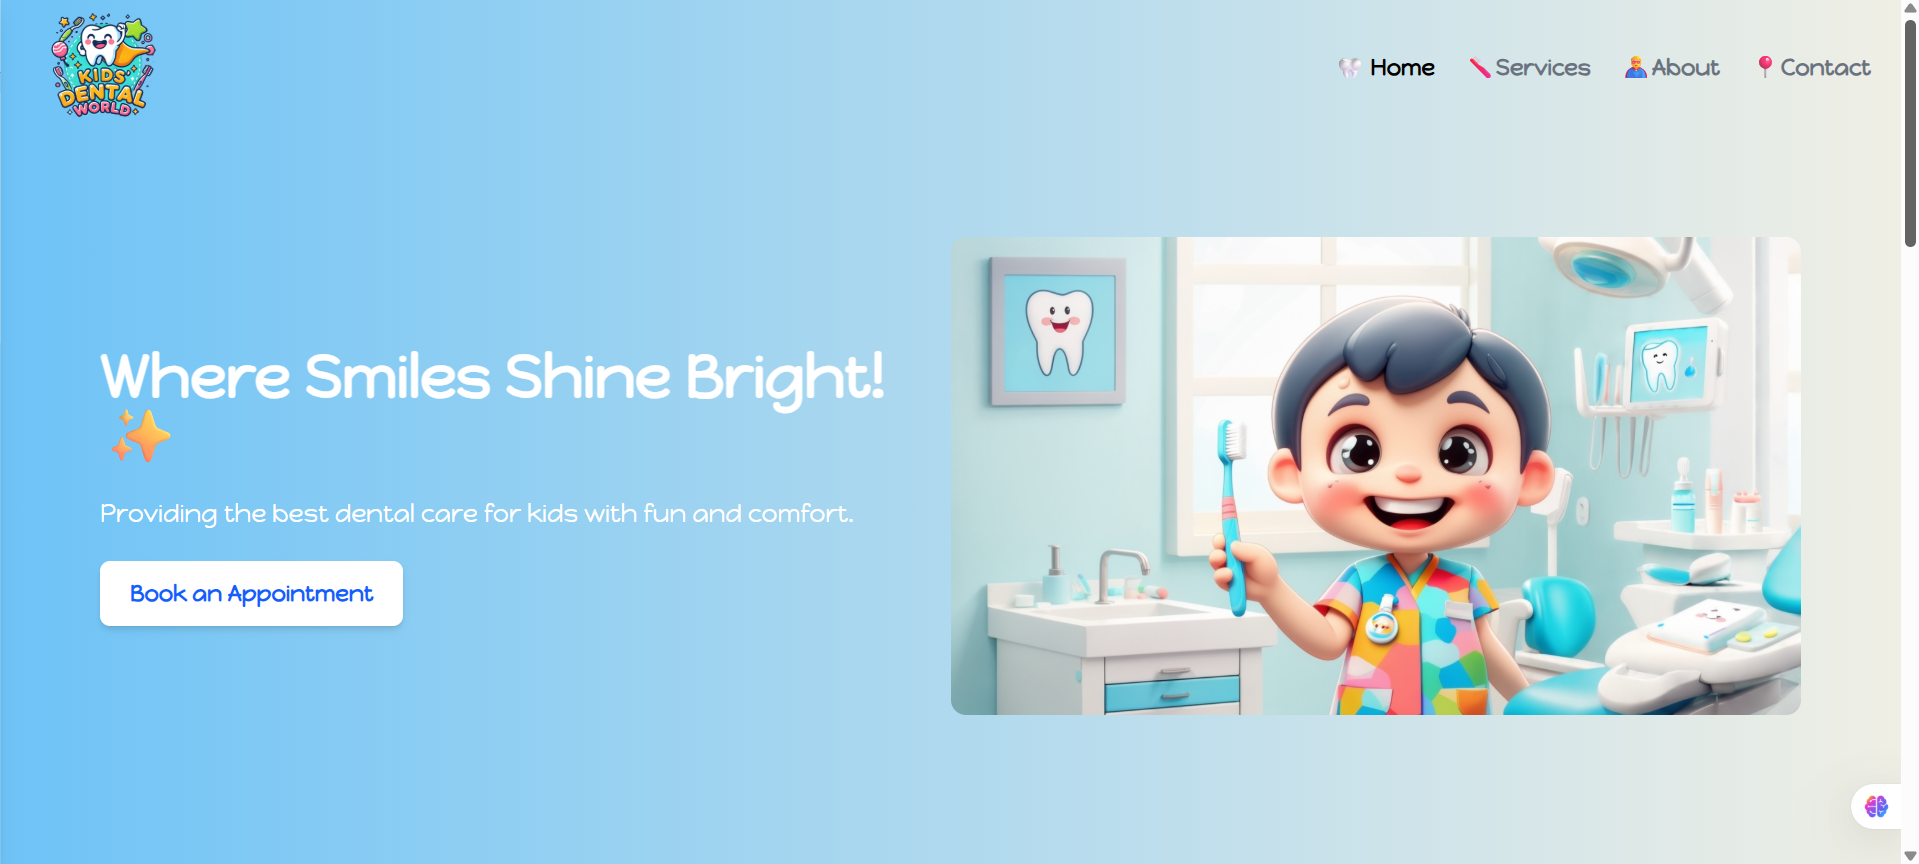 KIDS'
DENTAL
WORLD
Home
Services
About
Contact
Where Smiles Shine Bright!
Providing the best dental care for kids with fun and comfort.
Book an Appointment